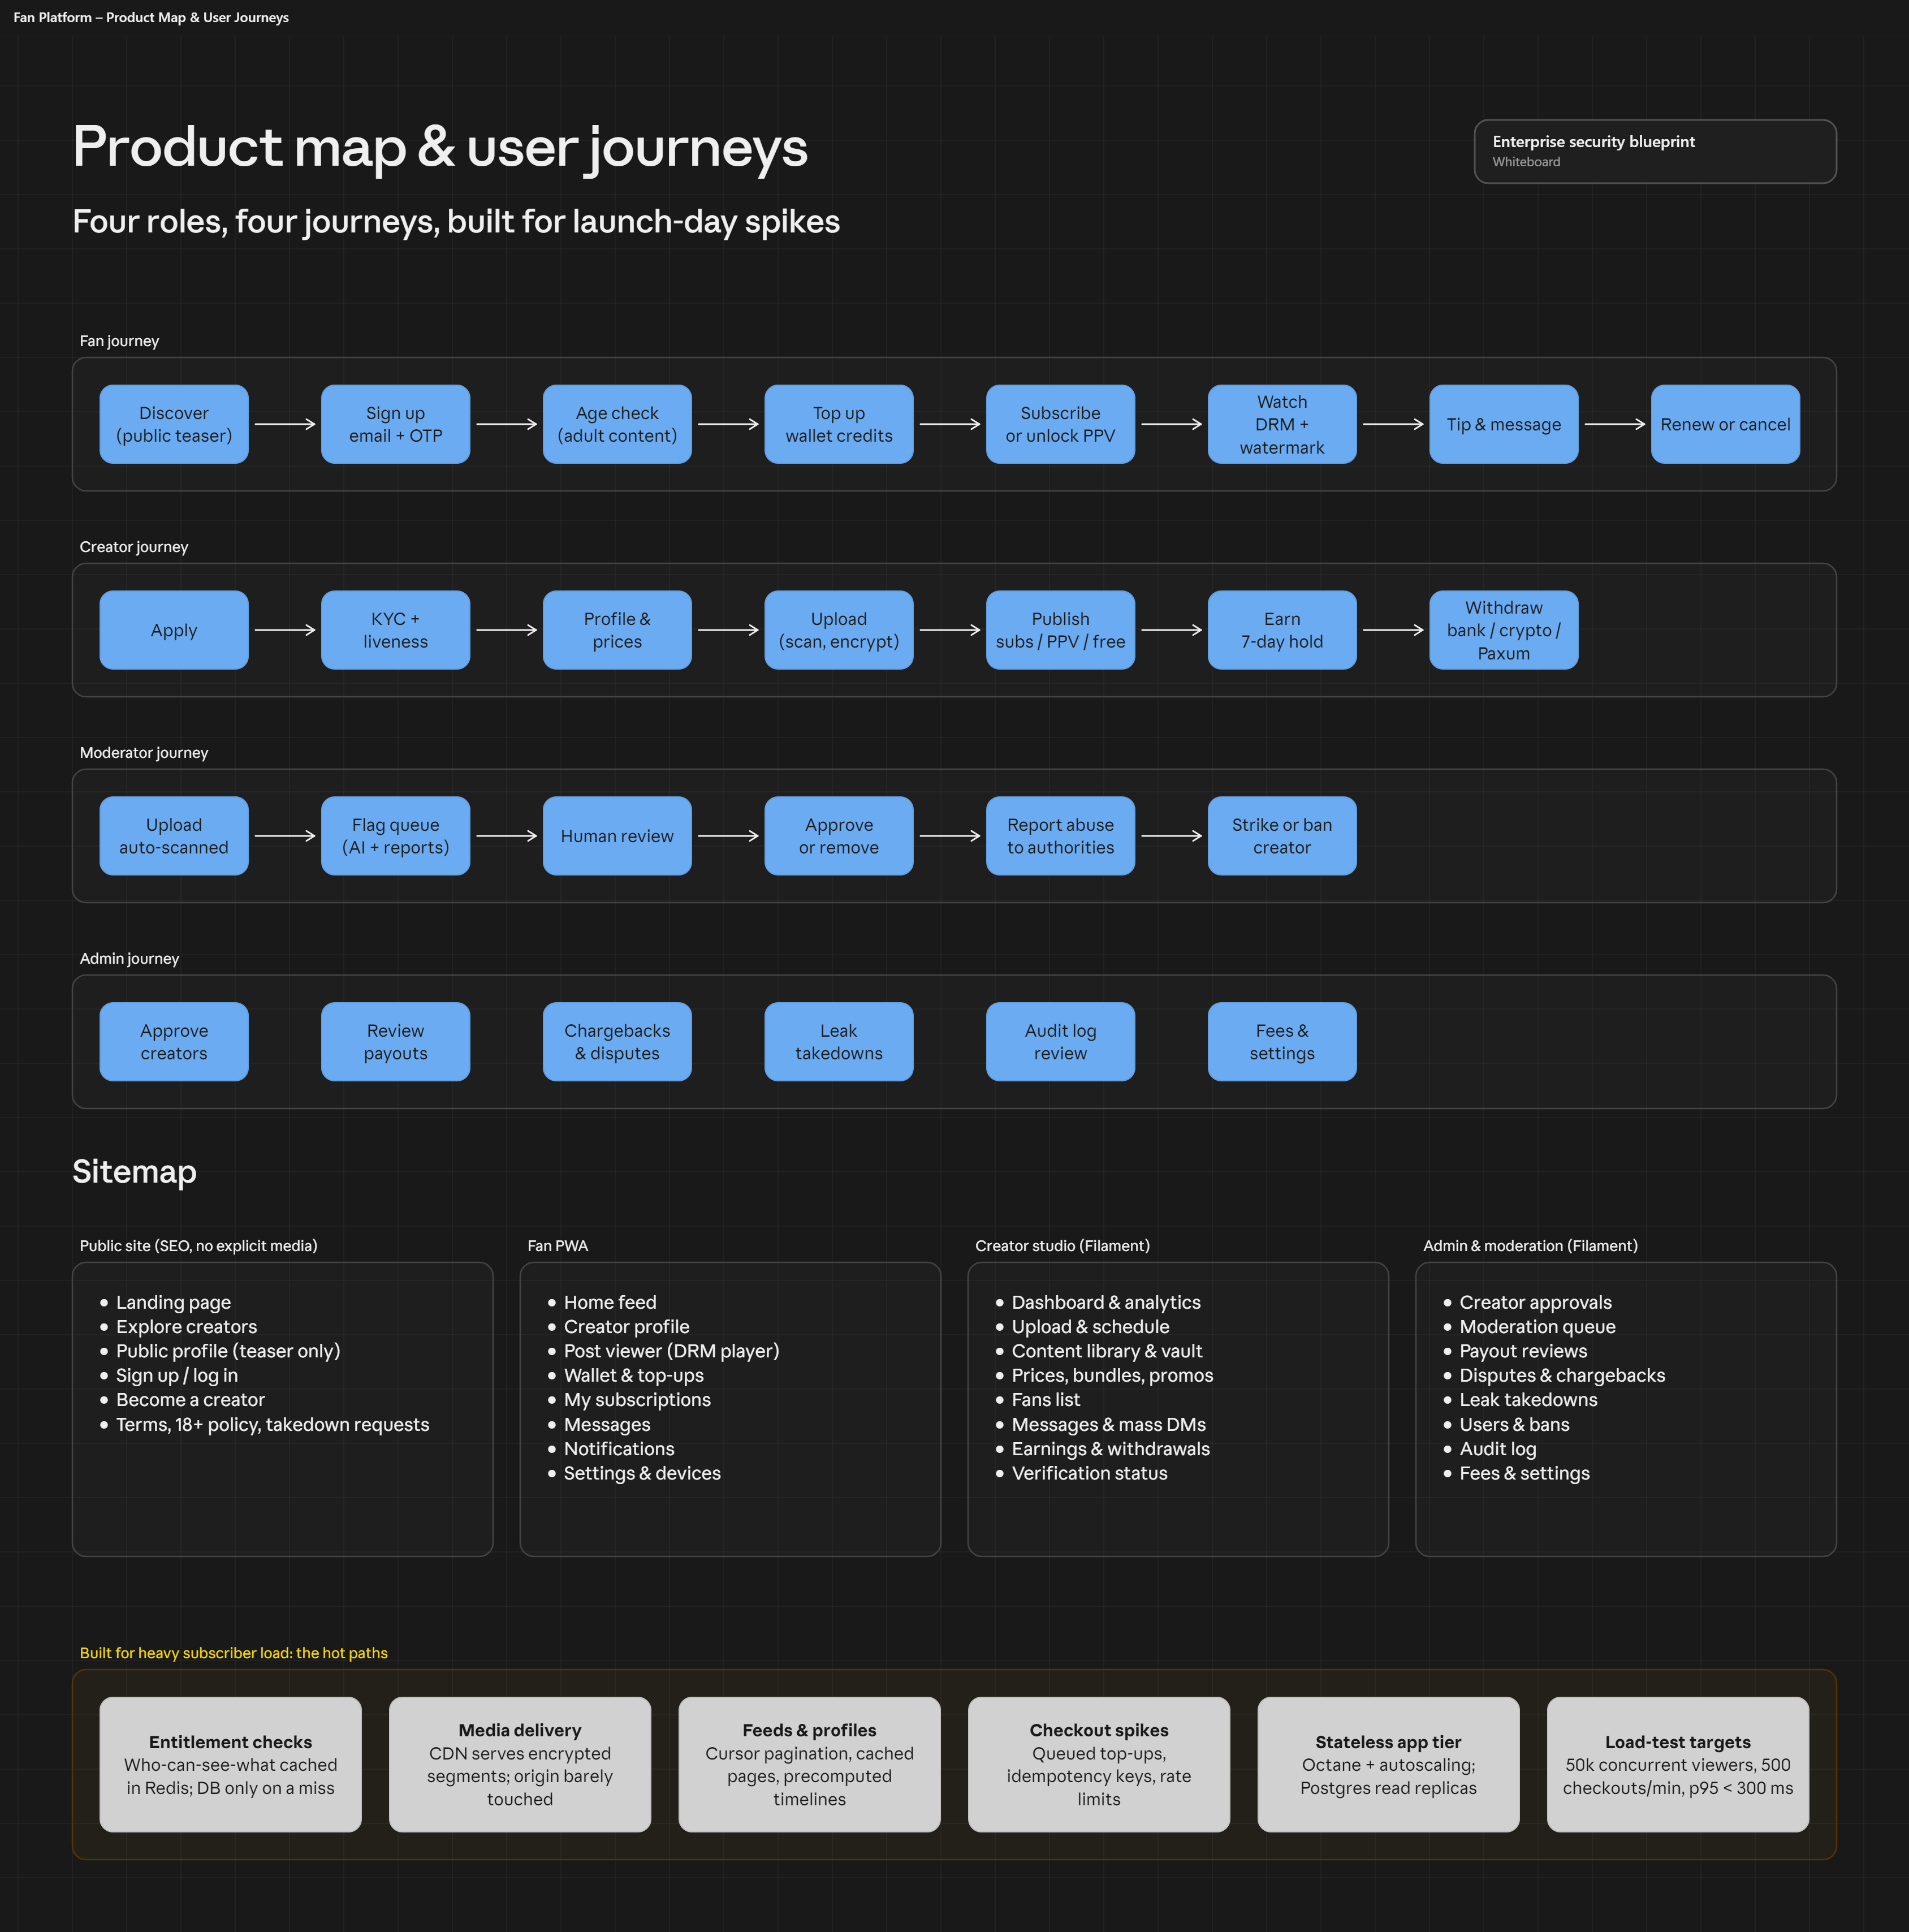 Fan Platform – Product Map & User Journeys
Product map & user journeys
Enterprise security blueprint
Whiteboard
Four roles, four journeys, built for launch-day spikes
Fan journey
Discover
(public teaser)
Sign up
email + OTP
Age check
(adult content)
Top up
wallet credits
Subscribe
or unlock PPV
Watch
DRM +
watermark
Tip & message
Renew or cancel
Creator journey
Apply
KYC +
liveness
Profile &
prices
Upload
(scan, encrypt)
Publish
subs / PPV / free
Earn
7-day hold
Withdraw
bank / crypto /
Paxum
Moderator journey
Upload
auto-scanned
Flag queue
(AI + reports)
Human review
Approve
or remove
Report abuse
to authorities
Strike or ban
creator
Admin journey
Approve
creators
Review
payouts
Chargebacks
& disputes
Leak
takedowns
Audit log
review
Fees &
settings
Sitemap
Public site (SEO, no explicit media)
Landing page
Explore creators
Public profile (teaser only)
Sign up / log in
Become a creator
Terms, 18+ policy, takedown requests
Fan PWA
Home feed
Creator profile
Post viewer (DRM player)
Wallet & top-ups
My subscriptions
Messages
Notifications
Settings & devices
Creator studio (Filament)
Dashboard & analytics
Upload & schedule
Content library & vault
Prices, bundles, promos
Fans list
Messages & mass DMs
Earnings & withdrawals
Verification status
Admin & moderation (Filament)
Creator approvals
Moderation queue
Payout reviews
Disputes & chargebacks
Leak takedowns
Users & bans
Audit log
Fees & settings
Built for heavy subscriber load: the hot paths
Entitlement checks
Who-can-see-what cached
in Redis; DB only on a miss
Media delivery
CDN serves encrypted
segments; origin barely
touched
Feeds & profiles
Cursor pagination, cached
pages, precomputed
timelines
Checkout spikes
Queued top-ups,
idempotency keys, rate
limits
Stateless app tier
Octane + autoscaling;
Postgres read replicas
Load-test targets
50k concurrent viewers, 500
checkouts/min, p95 < 300 ms